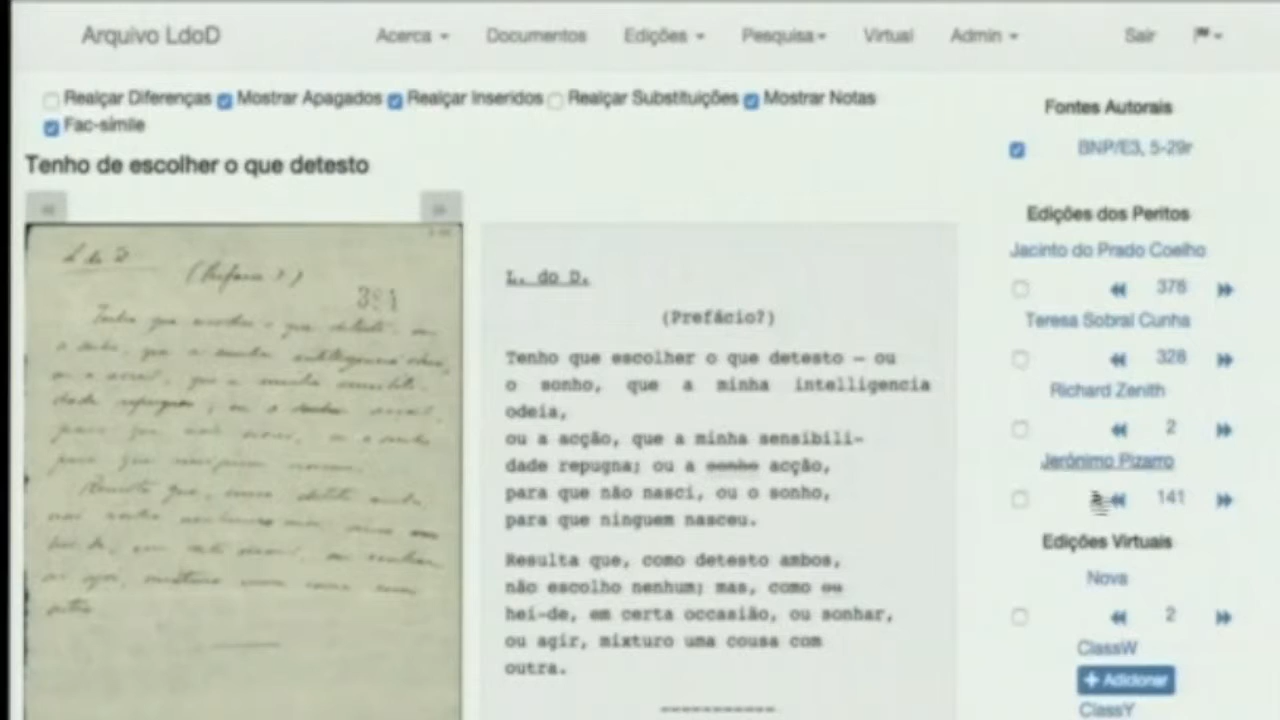 Arquivo LdoD
Acerca
Documentos
Edições
Pesquisa
Virtual
Admin
Sair
Realçar Diferenças
Mostrar Apagados
Realçar Inseridos
Realçar Substituições
Mostrar Notas
Fac-símile
Tenho de escolher o que detesto
L do D
(Prefacio?)
381
L. do D.
(Prefácio?)
Tenho que escolher o que detesto — ou
o sonho, que a minha intelligencia
odeia,
ou a acção, que a minha sensibili-
dade repugna; ou a sonho acção,
para que não nasci, ou o sonho,
para que ninguem nasceu.
Resulta que, como detesto ambos,
não escolho nenhum; mas, como ou
hei-de, em certa occasião, ou sonhar,
ou agir, mixturo uma cousa com
outra.
-----------
Fontes Autorais
BNP/E3, 5-29r
Edições dos Peritos
Jacinto do Prado Coelho
376
Teresa Sobral Cunha
328
Richard Zenith
2
Jerónimo Pizarro
141
Edições Virtuais
Nova
2
ClassW
+ Adicionar
ClassY